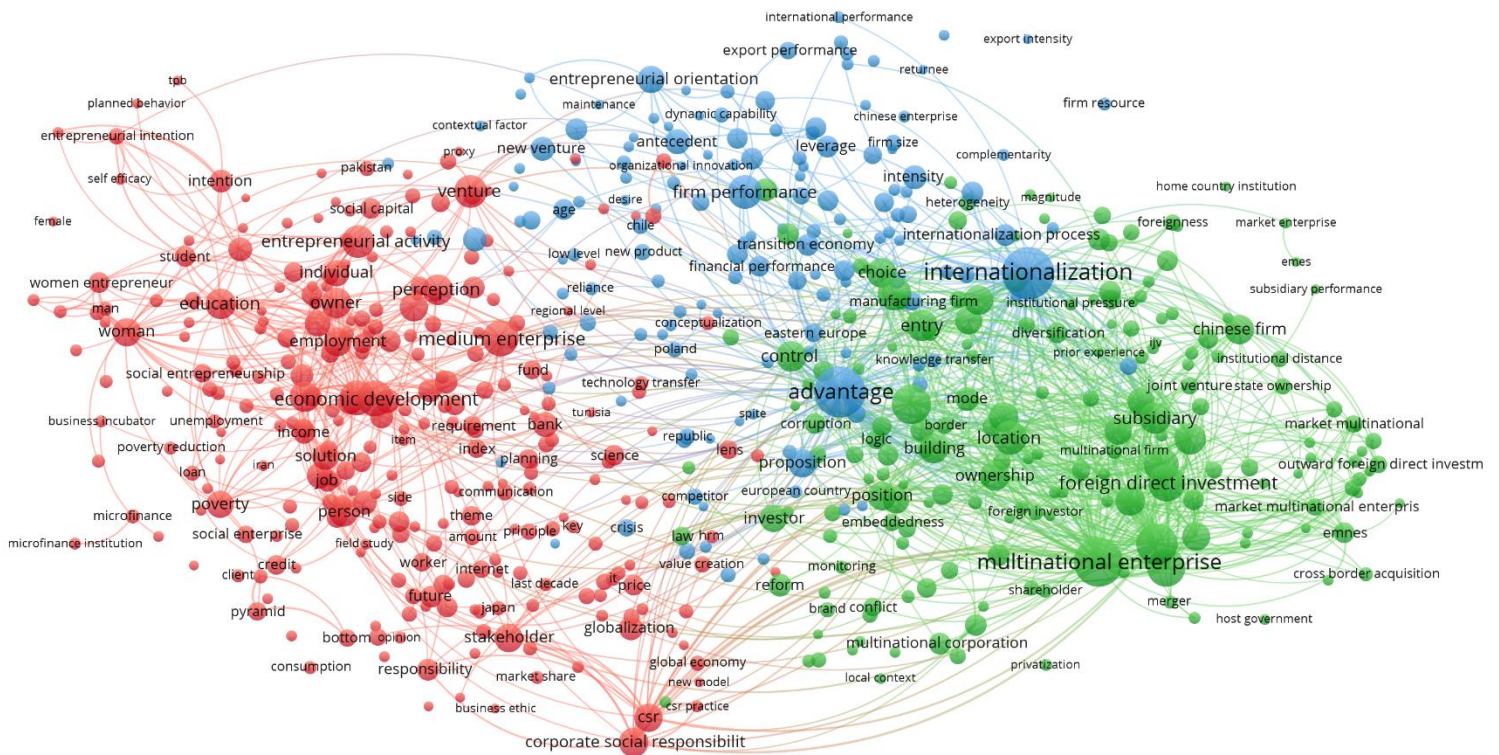 international performance
export intensity
export performance
returnee
tpb
entrepreneurial orientation
planned behavior
maintenance
firm resource
dynamic capability
chinese enterprise
contextual factor
entrepreneurial intention
new venture
antecedent
leverage
firm size
proxy
complementarity
pakistan
organizational innovation
self efficacy
intention
venture
firm performance
intensity
magnitude
home country institution
desire
heterogeneity
social capital
age
female
chile
foreignness
market enterprise
internationalization process
entrepreneurial activity
transition economy
low level
new product
student
emes
individual
financial performance
choice
internationalization
women entrepreneur
perception
reliance
subsidiary performance
man
education
owner
manufacturing firm
institutional pressure
regional level
conceptualization
entry
chinese firm
woman
employment
medium enterprise
eastern europe
diversification
ijv
poland
control
knowledge transfer
prior experience
institutional distance
social entrepreneurship
fund
technology transfer
joint venture
state ownership
economic development
advantage
mode
tunisia
spite
business incubator
unemployment
requirement
bank
corruption
border
subsidiary
market multinational
income
item
republic
logic
location
poverty reduction
index
building
multinational firm
solution
planning
science
lens
proposition
loan
iran
outward foreign direct investm
job
ownership
foreign direct investment
side
communication
competitor
european country
position
poverty
market multinational enterpris
microfinance
person
theme
investor
embeddedness
foreign investor
social enterprise
amount
principle
key
crisis
law
hrm
emnes
microfinance institution
field study
value creation
multinational enterprise
credit
worker
internet
monitoring
client
last decade
it
price
reform
shareholder
cross border acquisition
future
merger
pyramid
japan
brand
conflict
host government
bottom
opinion
stakeholder
globalization
multinational corporation
consumption
responsibility
global economy
privatization
market share
new model
local context
business ethic
csr
csr practice
corporate social responsibilit